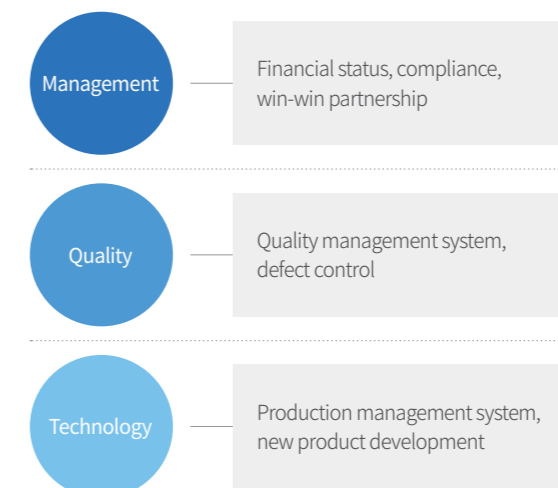 Management
Financial status, compliance,
win-win partnership
Quality
Quality management system,
defect control
Technology
Production management system,
new product development